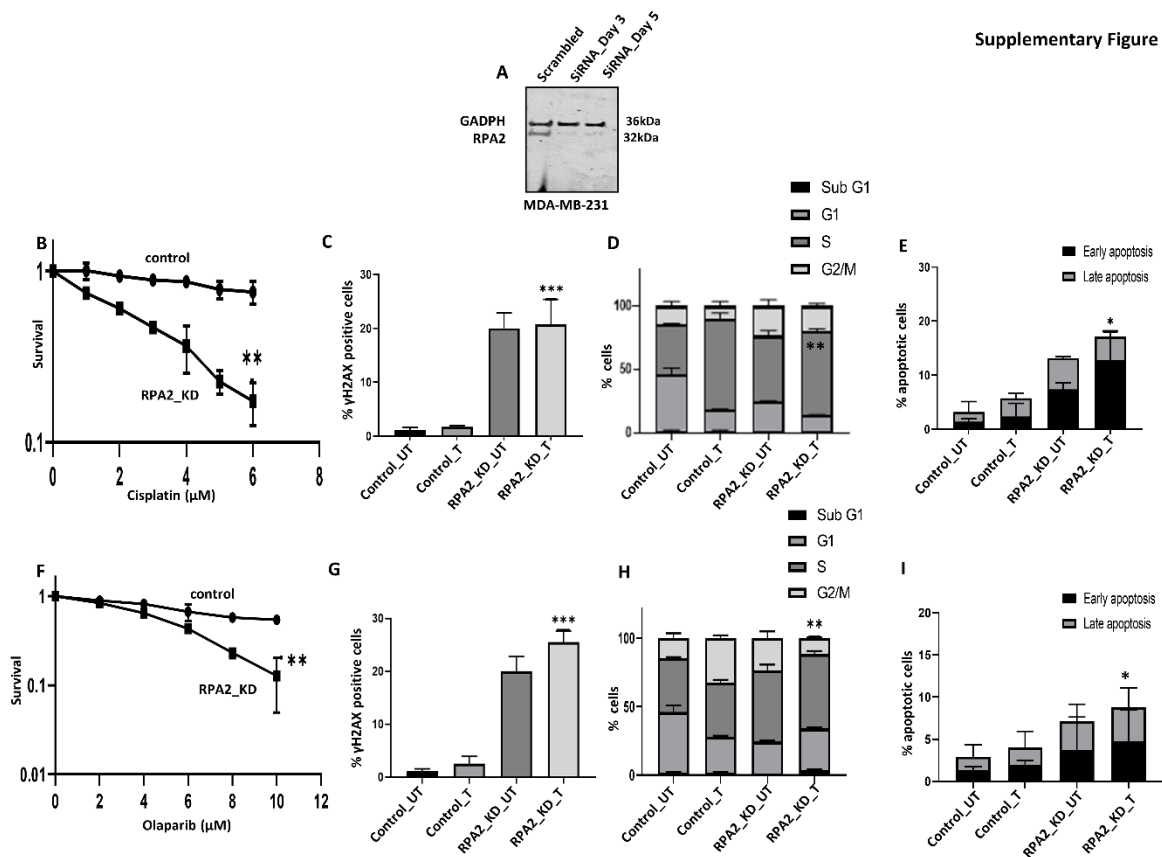 Supplementary Figure
A
Scrambled
SiRNA_Day 3
SiRNA_Day 5
GADPH
36kDa
RPA2
32kDa
MDA-MB-231
B
control
RPA2_KD
**
Survival
1
0.1
0 2 4 6 8
Cisplatin (µM)
C
% γH2AX positive cells
30
20
10
0
***
Control_UT
Control_T
RPA2_KD_UT
RPA2_KD_T
D
Sub G1
G1
S
G2/M
% cells
100
50
0
**
Control_UT
Control_T
RPA2_KD_UT
RPA2_KD_T
E
Early apoptosis
Late apoptosis
% apoptotic cells
30
20
10
0
*
Control_UT
Control_T
RPA2_KD_UT
RPA2_KD_T
F
control
RPA2_KD
**
Survival
1
0.1
0.01
0 2 4 6 8 10 12
Olaparib (µM)
G
% γH2AX positive cells
30
20
10
0
***
Control_UT
Control_T
RPA2_KD_UT
RPA2_KD_T
H
Sub G1
G1
S
G2/M
% cells
100
50
0
**
Control_UT
Control_T
RPA2_KD_UT
RPA2_KD_T
I
Early apoptosis
Late apoptosis
% apoptotic cells
15
10
5
0
*
Control_UT
Control_T
RPA2_KD_UT
RPA2_KD_T